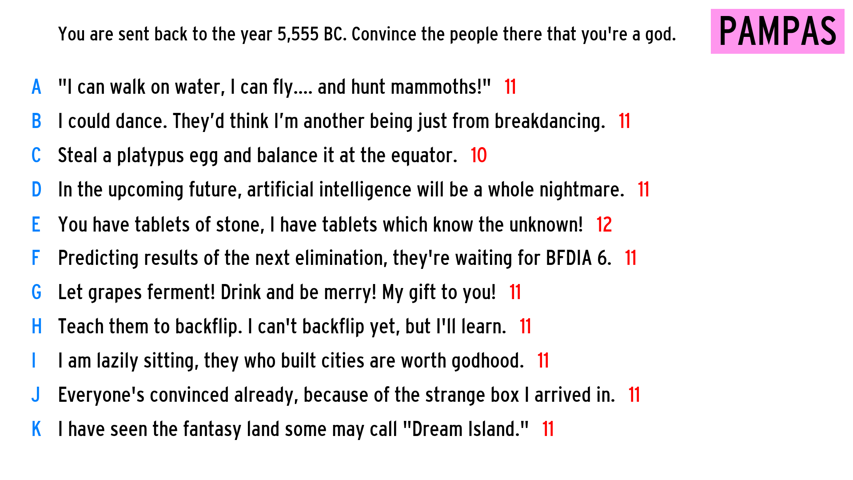 You are sent back to the year 5,555 BC. Convince the people there that you're a god.
PAMPAS
A "I can walk on water, I can fly.... and hunt mammoths!" 11
B I could dance. They’d think I’m another being just from breakdancing. 11
C Steal a platypus egg and balance it at the equator. 10
D In the upcoming future, artificial intelligence will be a whole nightmare. 11
E You have tablets of stone, I have tablets which know the unknown! 12
F Predicting results of the next elimination, they're waiting for BFDIA 6. 11
G Let grapes ferment! Drink and be merry! My gift to you! 11
H Teach them to backflip. I can't backflip yet, but I'll learn. 11
I I am lazily sitting, they who built cities are worth godhood. 11
J Everyone's convinced already, because of the strange box I arrived in. 11
K I have seen the fantasy land some may call "Dream Island." 11